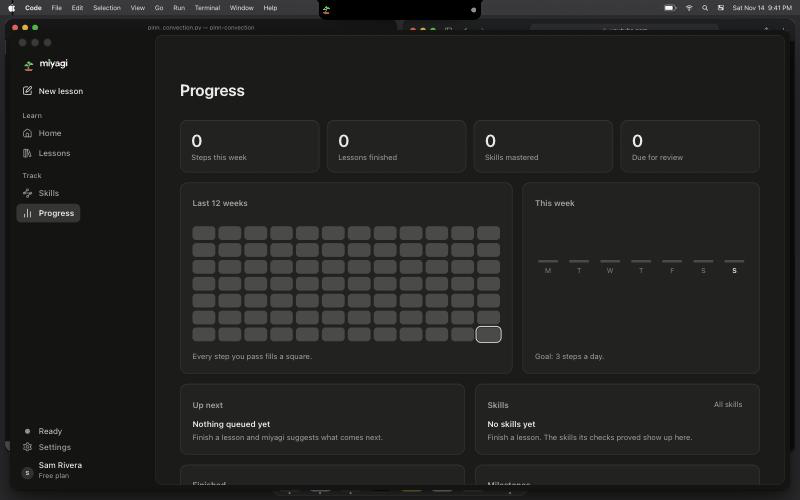 Code File Edit Selection View Go Run Terminal Window Help
Sat Nov 14 9:41 PM
pinn_convection.py — pinn-convection
miyagi
New lesson
Learn
Home
Lessons
Track
Skills
Progress
Ready
Settings
S
Sam Rivera
Free plan
Progress
0
Steps this week
0
Lessons finished
0
Skills mastered
0
Due for review
Last 12 weeks
Every step you pass fills a square.
This week
M T W T F S S
Goal: 3 steps a day.
Up next
Nothing queued yet
Finish a lesson and miyagi suggests what comes next.
Skills
All skills
No skills yet
Finish a lesson. The skills its checks proved show up here.